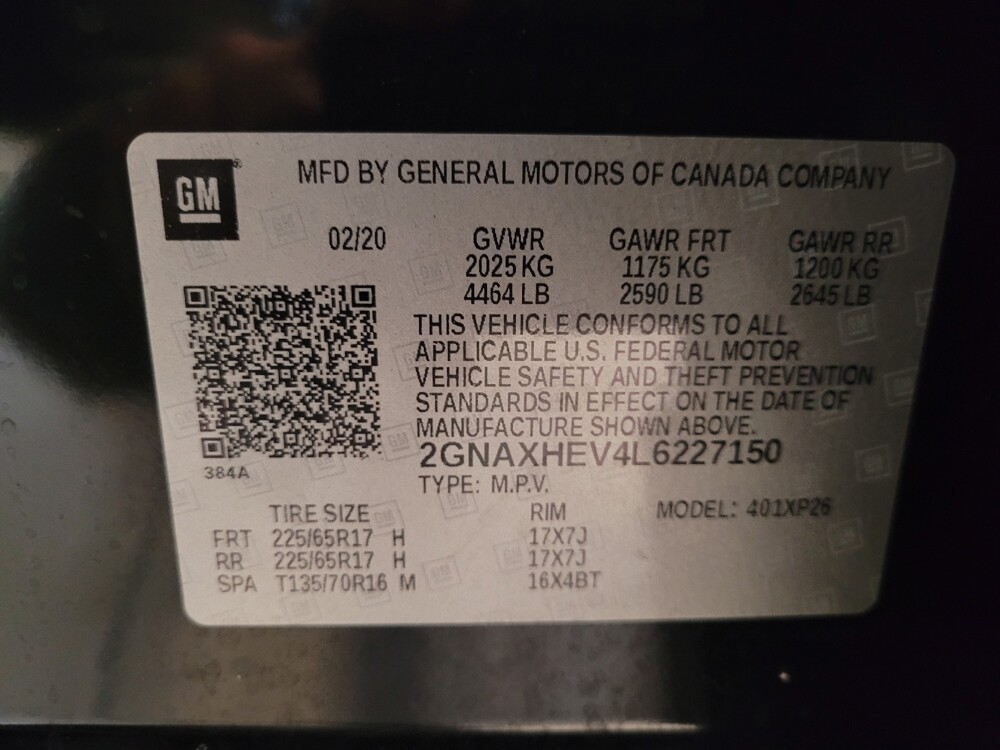 GM
MFD BY GENERAL MOTORS OF CANADA COMPANY
02/20 GVWR GAWR FRT GAWR RR
2025 KG 1175 KG 1200 KG
4464 LB 2590 LB 2645 LB
THIS VEHICLE CONFORMS TO ALL
APPLICABLE U.S. FEDERAL MOTOR
VEHICLE SAFETY AND THEFT PREVENTION
STANDARDS IN EFFECT ON THE DATE OF
MANUFACTURE SHOWN ABOVE.
2GNAXHEV4L6227150
384A
TYPE: M.P.V.
TIRE SIZE RIM MODEL: 401XP26
FRT 225/65R17 H 17X7J
RR 225/65R17 H 17X7J
SPA T135/70R16 M 16X4BT